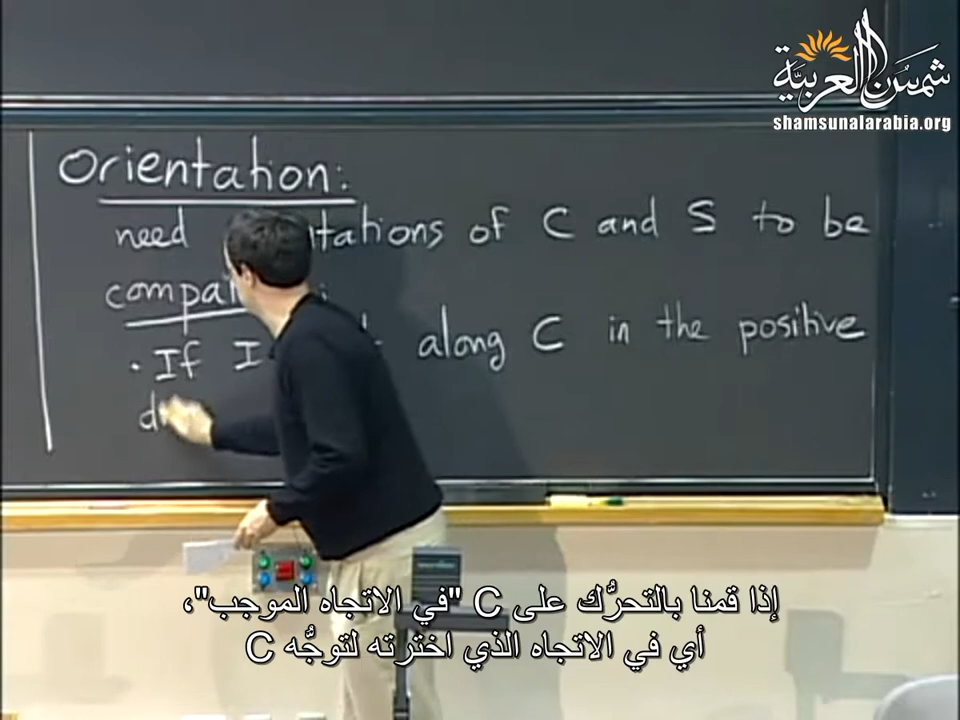 شمس العربية
shamsunalarabia.org
Orientation:
need tations of C and S to be
compat :
. If I along C in the positive
d
إذا قمنا بالتحرُّك على C "في الاتجاه الموجب"،
أي في الاتجاه الذي اخترته لتوجُّه C